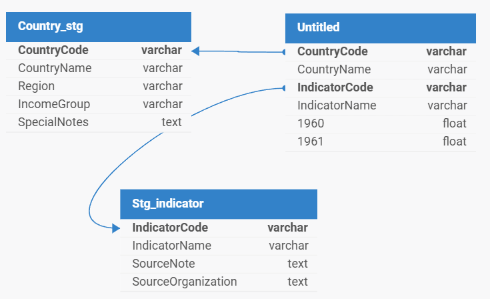 Country_stg
CountryCode varchar
CountryName varchar
Region varchar
IncomeGroup varchar
SpecialNotes text
Untitled
CountryCode varchar
CountryName varchar
IndicatorCode varchar
IndicatorName varchar
1960 float
1961 float
Stg_indicator
IndicatorCode varchar
IndicatorName varchar
SourceNote text
SourceOrganization text